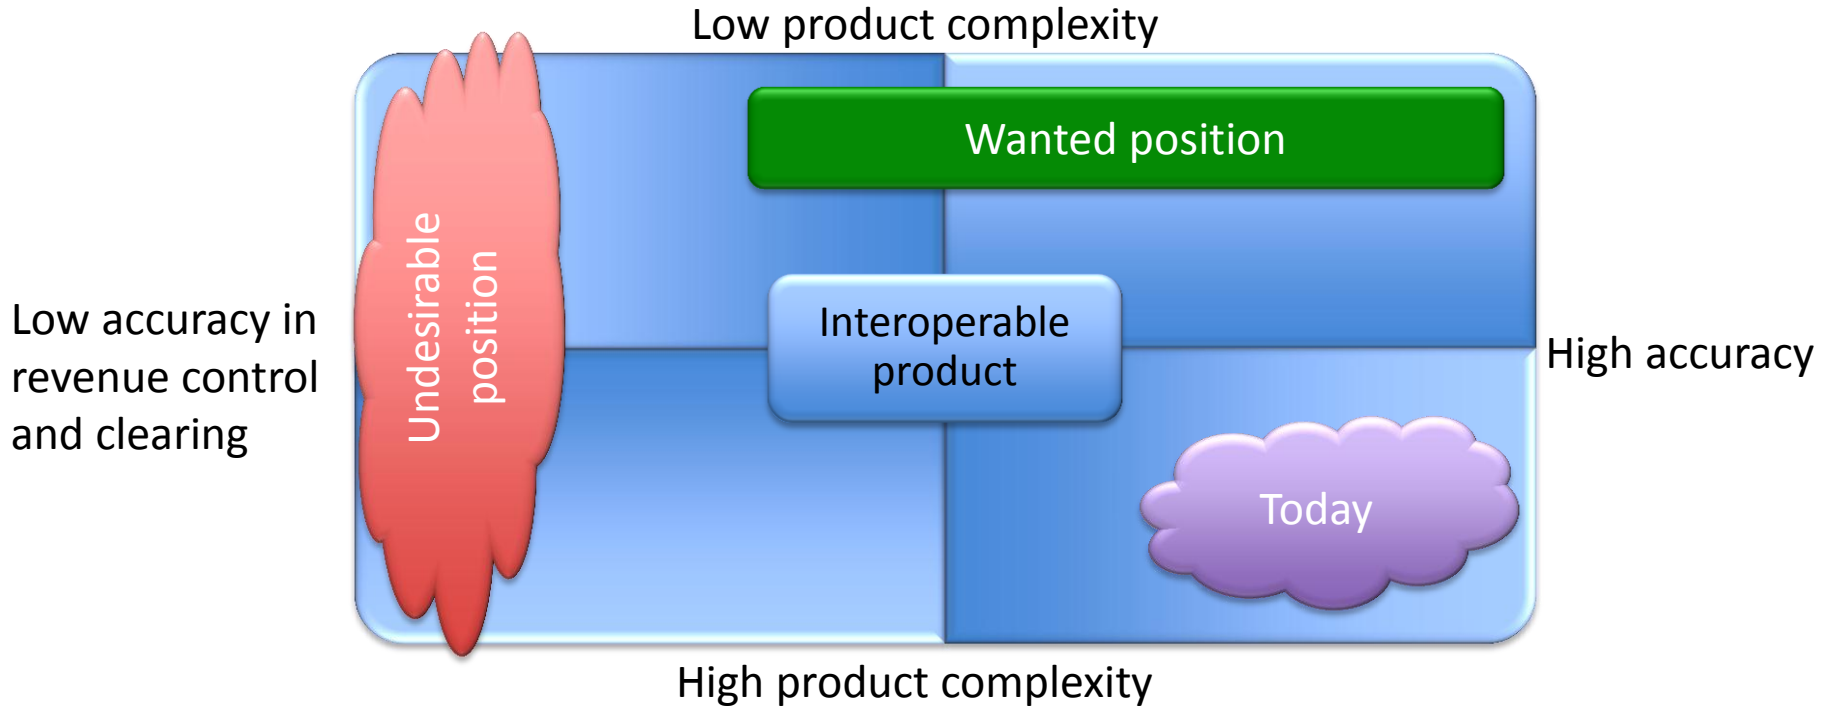 Low product complexity
Wanted position
Undesirable
position
Interoperable
product
Low accuracy in
revenue control
and clearing
High accuracy
Today
High product complexity